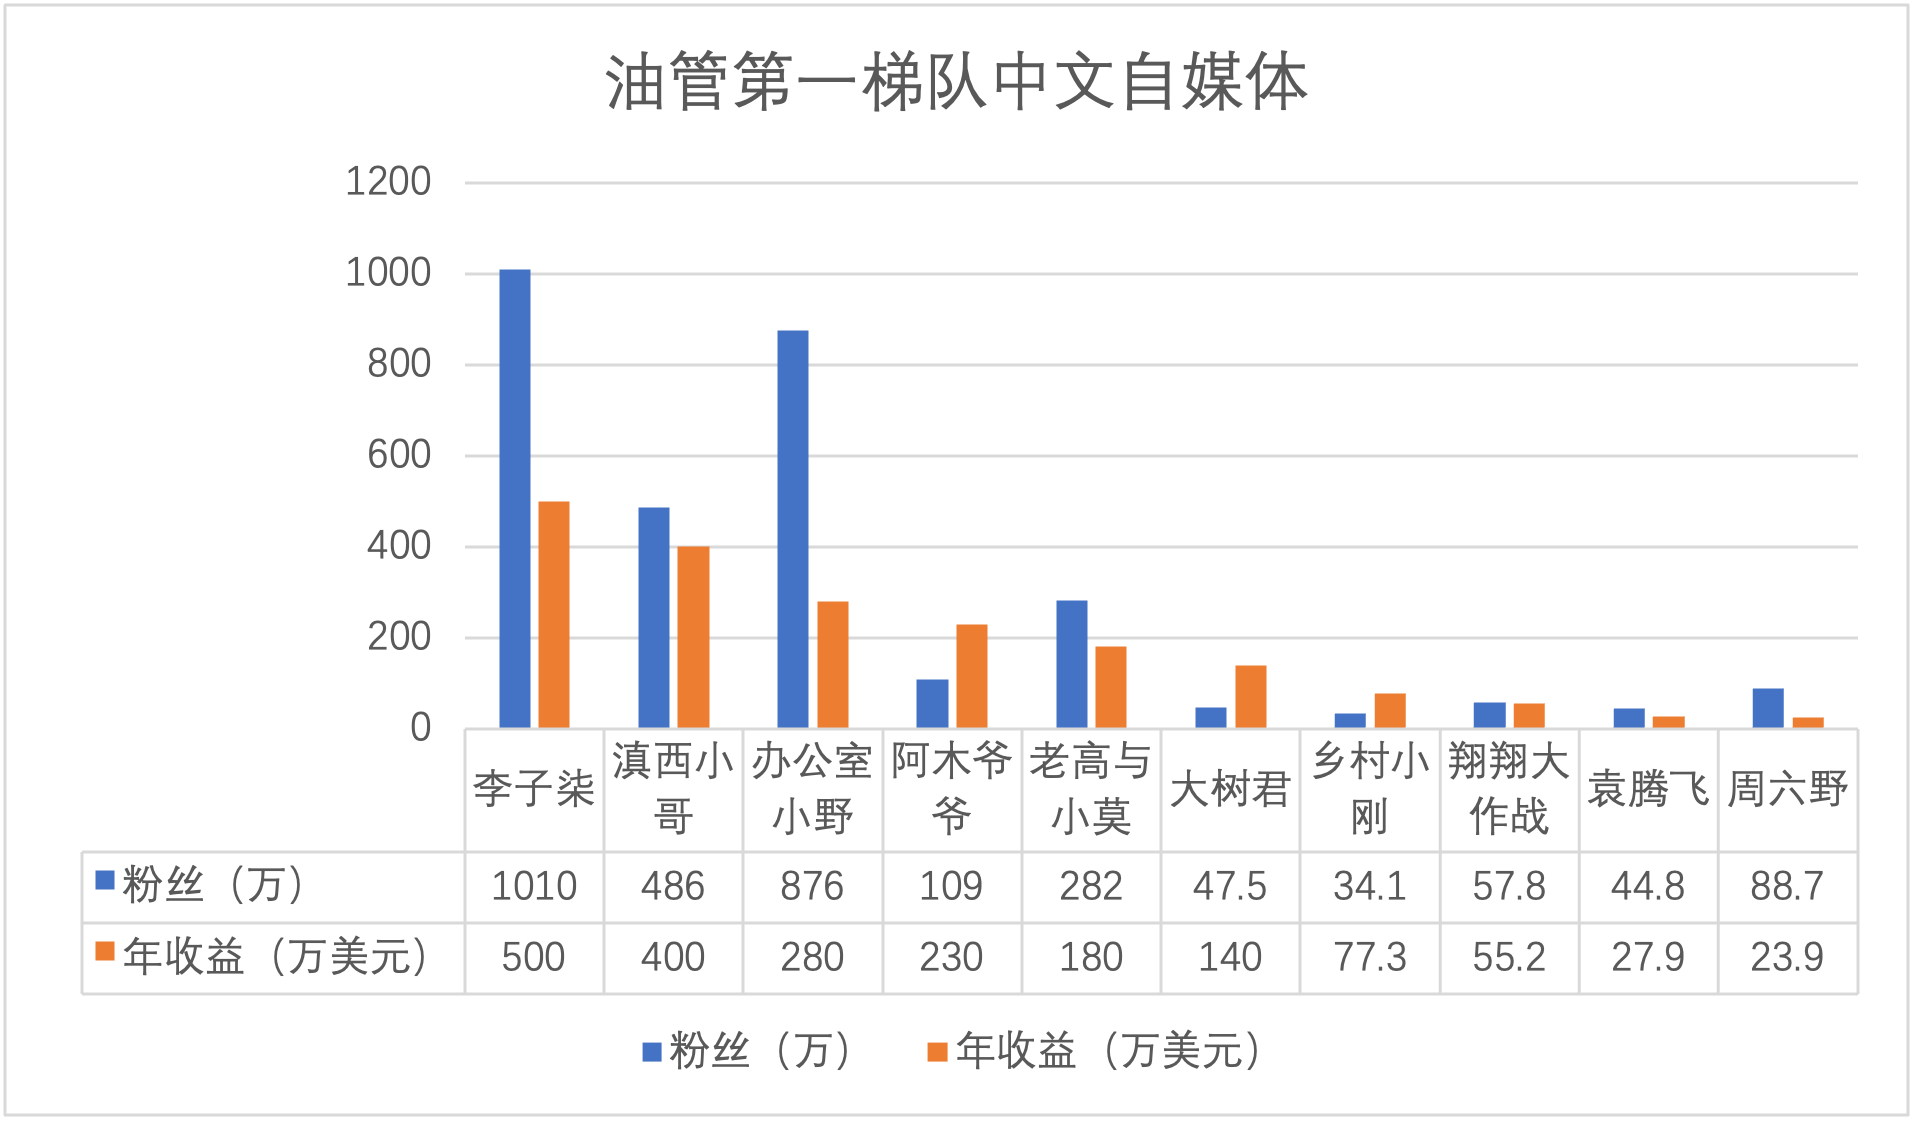 油管第一梯队中文自媒体
1200
1000
800
600
400
200
0
李子柒 滇西小哥 办公室小野 阿木爷爷 老高与小莫 大树君 乡村小刚 翔翔大作战 袁腾飞 周六野
粉丝（万） 1010 486 876 109 282 47.5 34.1 57.8 44.8 88.7
年收益（万美元） 500 400 280 230 180 140 77.3 55.2 27.9 23.9
粉丝（万） 年收益（万美元）